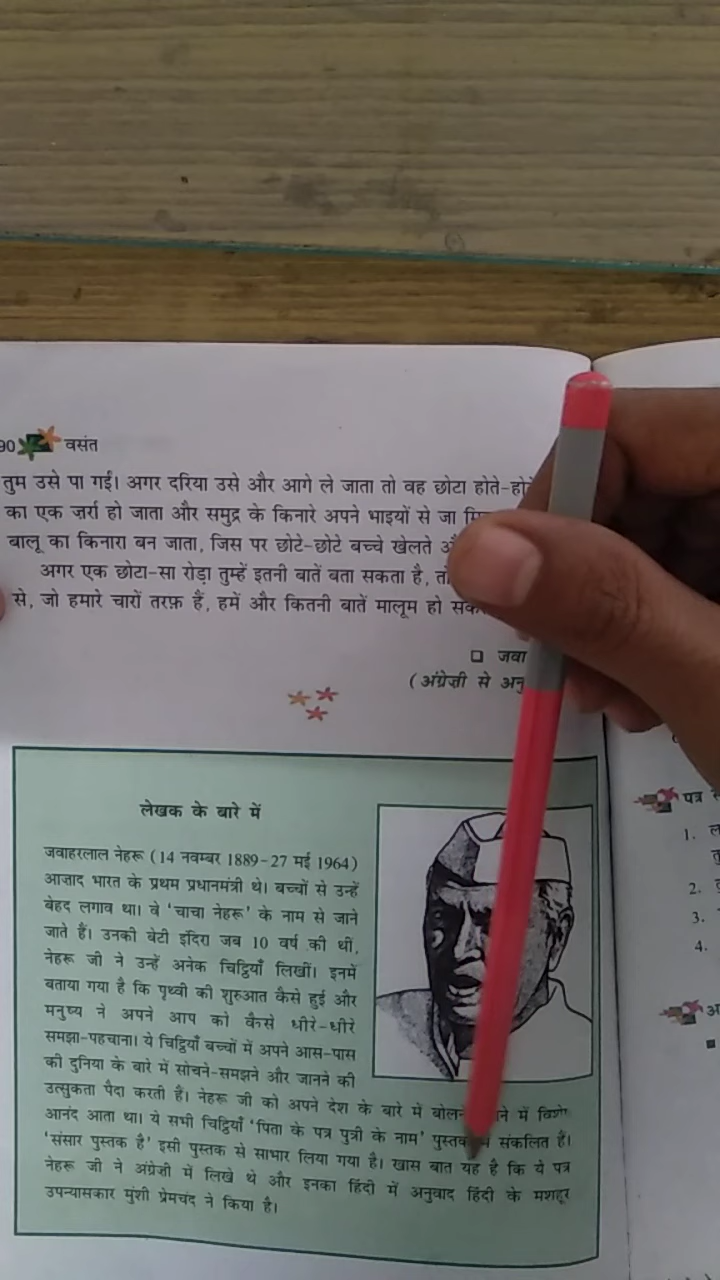 90 वसंत
तुम उसे पा गईं। अगर दरिया उसे और आगे ले जाता तो वह छोटा होते-होते
का एक ज़र्रा हो जाता और समुद्र के किनारे अपने भाइयों से जा
बालू का किनारा बन जाता, जिस पर छोटे-छोटे बच्चे खेलते
अगर एक छोटा-सा रोड़ा तुम्हें इतनी बातें बता सकता है,
से, जो हमारे चारों तरफ़ हैं, हमें और कितनी बातें मालूम हो
□ जवा
(अंग्रेज़ी से अनु
लेखक के बारे में
जवाहरलाल नेहरू (14 नवम्बर 1889-27 मई 1964)
आज़ाद भारत के प्रथम प्रधानमंत्री थे। बच्चों से उन्हें
बेहद लगाव था। वे 'चाचा नेहरू' के नाम से जाने
जाते हैं। उनकी बेटी इंदिरा जब 10 वर्ष की थीं,
नेहरू जी ने उन्हें अनेक चिट्ठियाँ लिखीं। इनमें
बताया गया है कि पृथ्वी की शुरुआत कैसे हुई और
मनुष्य ने अपने आप को कैसे धीरे-धीरे
समझा-पहचाना। ये चिट्ठियाँ बच्चों में अपने आस-पास
की दुनिया के बारे में सोचने-समझने और जानने की
उत्सुकता पैदा करती हैं। नेहरू जी को अपने देश के बारे में में विशेष
आनंद आता था। ये सभी चिट्ठियाँ 'पिता के पत्र पुत्री के नाम' संकलित हैं।
'संसार पुस्तक है' इसी पुस्तक से साभार लिया गया है। खास बात यह है कि ये पत्र
नेहरू जी ने अंग्रेज़ी में लिखे थे और इनका हिंदी में अनुवाद हिंदी के मशहूर
उपन्यासकार मुंशी प्रेमचंद ने किया है।
पत्र
1.
2.
3.
4.